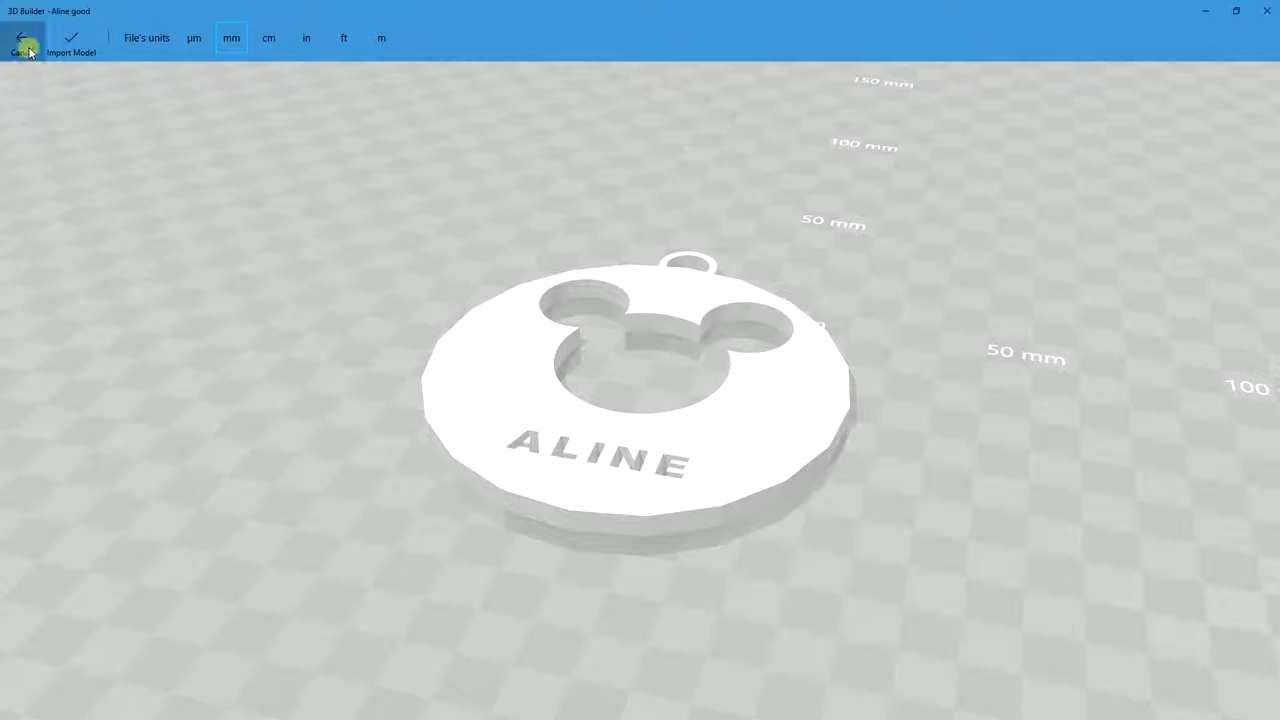 3D Builder - Aline good
File's units µm mm cm in ft m
Import Model
150 mm
100 mm
50 mm
50 mm
100
ALINE